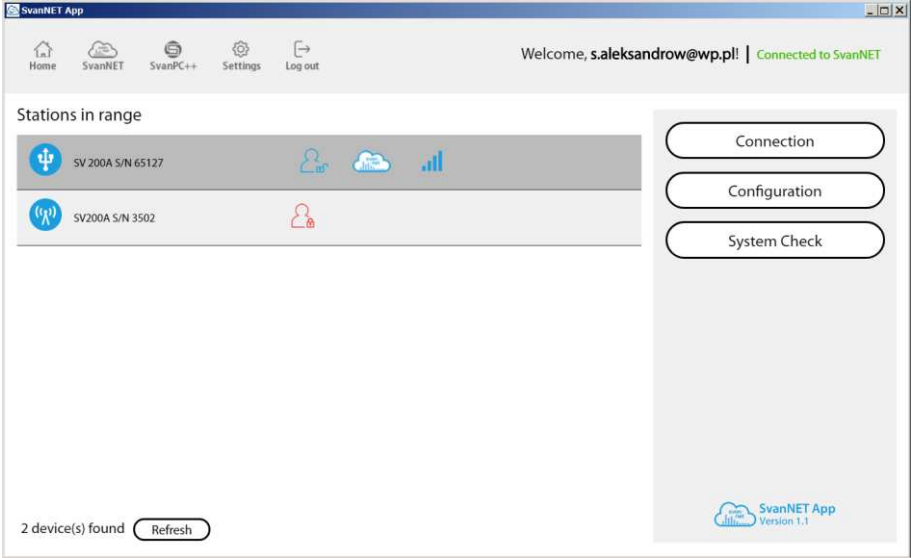 SvanNET App
Home SvanNET SvanPC++ Settings Log out
Welcome, s.aleksandrow@wp.pl! | Connected to SvanNET
Stations in range
SV 200A S/N 65127
SV200A S/N 3502
Connection
Configuration
System Check
2 device(s) found Refresh
SvanNET App
Version 1.1